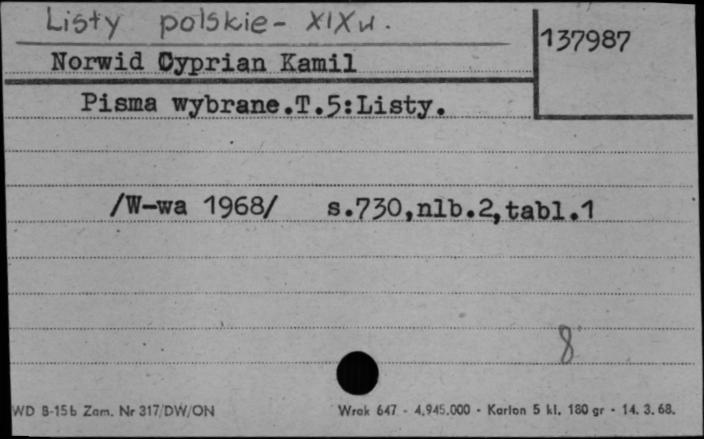 Listy polskie - XIX w.
137987
Norwid Cyprian Kamil
Pisma wybrane.T.5:Listy.
/W-wa 1968/ s.730,nlb.2,tabl.1
8
WD B-15b Zam. Nr 317/DW/ON Wrak 647 - 4.945.000 - Karton 5 kl. 180 gr - 14. 3. 68.